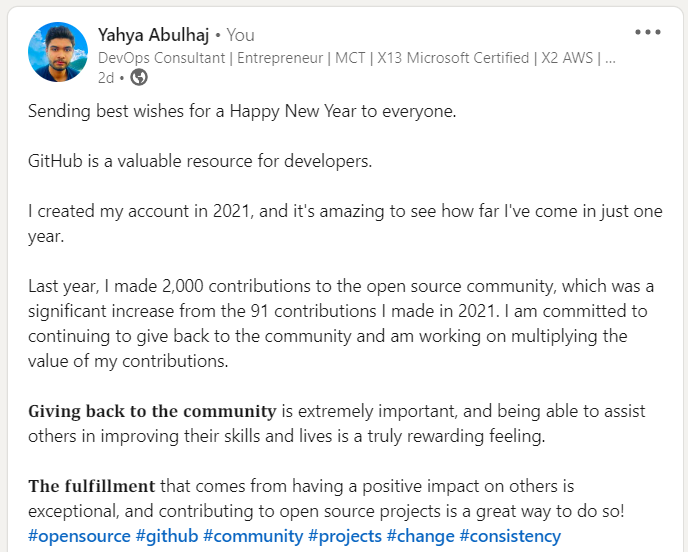 Yahya Abulhaj • You
DevOps Consultant | Entrepreneur | MCT | X13 Microsoft Certified | X2 AWS | ...
2d •
Sending best wishes for a Happy New Year to everyone.
GitHub is a valuable resource for developers.
I created my account in 2021, and it's amazing to see how far I've come in just one
year.
Last year, I made 2,000 contributions to the open source community, which was a
significant increase from the 91 contributions I made in 2021. I am committed to
continuing to give back to the community and am working on multiplying the
value of my contributions.
Giving back to the community is extremely important, and being able to assist
others in improving their skills and lives is a truly rewarding feeling.
The fulfillment that comes from having a positive impact on others is
exceptional, and contributing to open source projects is a great way to do so!
#opensource #github #community #projects #change #consistency